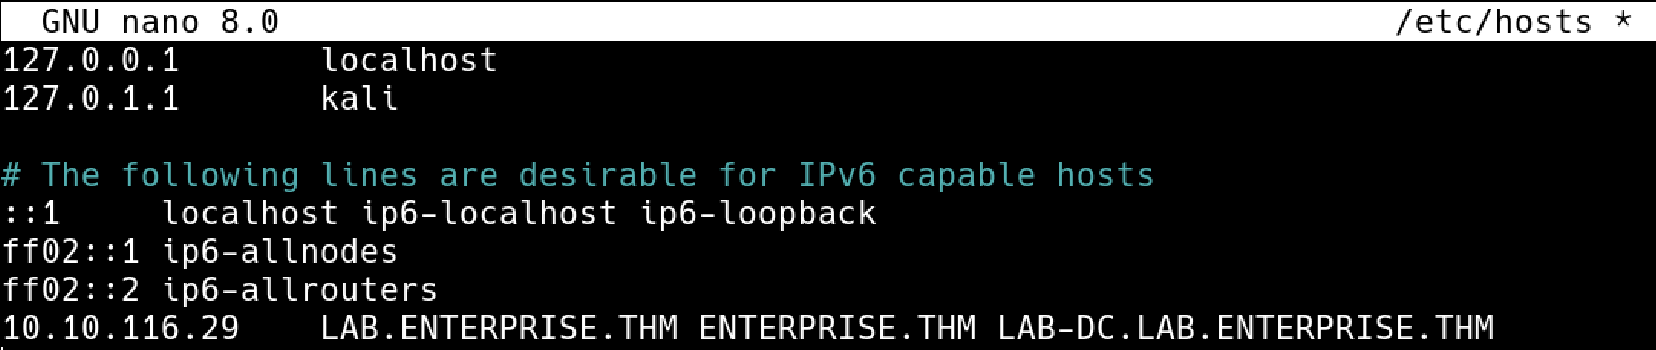 GNU nano 8.0 /etc/hosts *
127.0.0.1 localhost
127.0.1.1 kali
# The following lines are desirable for IPv6 capable hosts
::1 localhost ip6-localhost ip6-loopback
ff02::1 ip6-allnodes
ff02::2 ip6-allrouters
10.10.116.29 LAB.ENTERPRISE.THM ENTERPRISE.THM LAB-DC.LAB.ENTERPRISE.THM